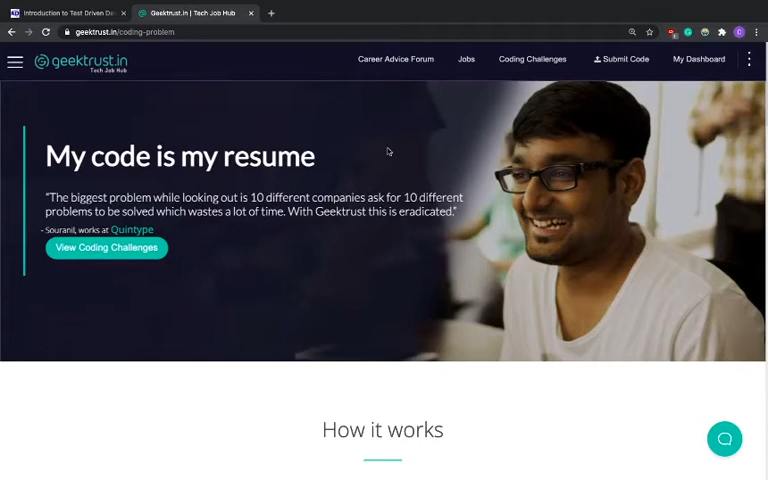 Introduction to Test Driven Dev
Geektrust.in | Tech Job Hub
geektrust.in/coding-problem
geektrust.in
Tech Job Hub
Career Advice Forum
Jobs
Coding Challenges
Submit Code
My Dashboard
My code is my resume
“The biggest problem while looking out is 10 different companies ask for 10 different
problems to be solved which wastes a lot of time. With Geektrust this is eradicated.”
- Souranil, works at Quintype
View Coding Challenges
How it works